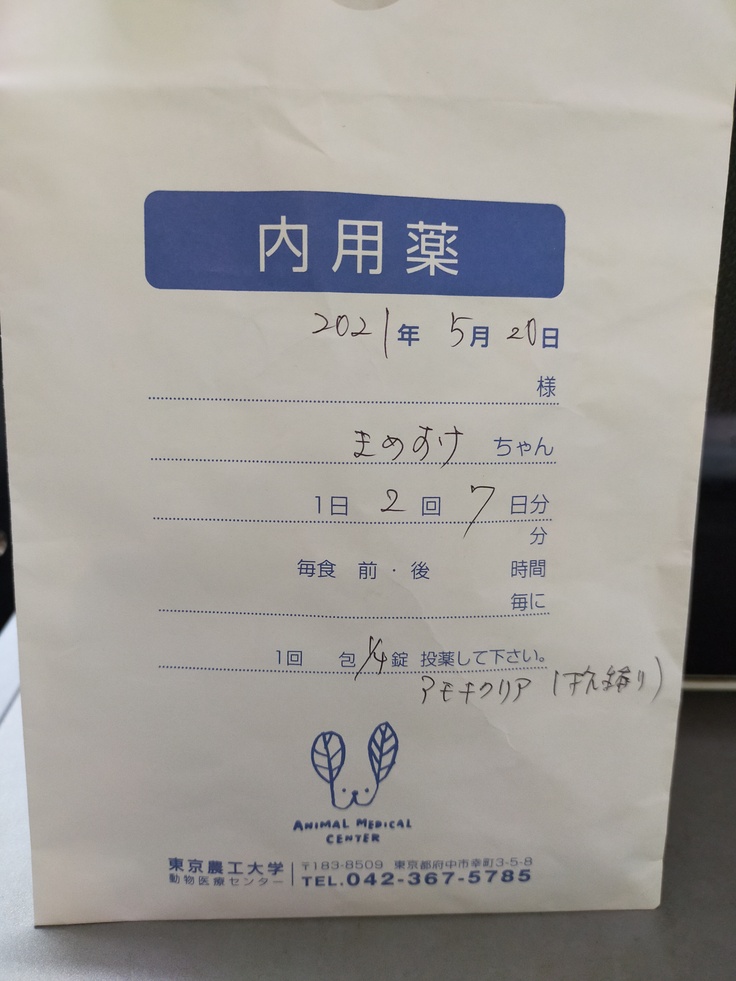 内用薬
2021年 5月 20日
様
まめすけ ちゃん
1日 2 回 7 日分
分
毎食 前・後 時間
毎に
1回 包 1/4 錠 投薬して下さい。
アモキクリア
ANIMAL MEDICAL
CENTER
東京農工大学 〒183-8509 東京都府中市幸町3-5-8
動物医療センター TEL.042-367-5785